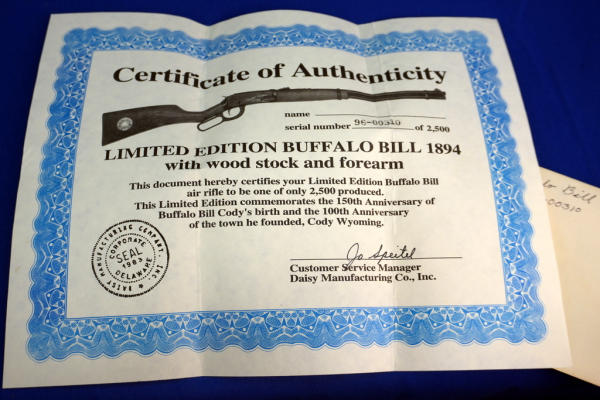 Certificate of Authenticity
name
serial number 96-00310 of 2,500
LIMITED EDITION BUFFALO BILL 1894
with wood stock and forearm
This document hereby certifies your Limited Edition Buffalo Bill
air rifle to be one of only 2,500 produced.
This Limited Edition commemorates the 150th Anniversary of
Buffalo Bill Cody's birth and the 100th Anniversary
of the town he founded, Cody Wyoming.
Jo Speitel
Customer Service Manager
Daisy Manufacturing Co., Inc.
DAISY MANUFACTURING COMPANY, INC.
CORPORATE
SEAL
1983
DELAWARE
Bill
00310